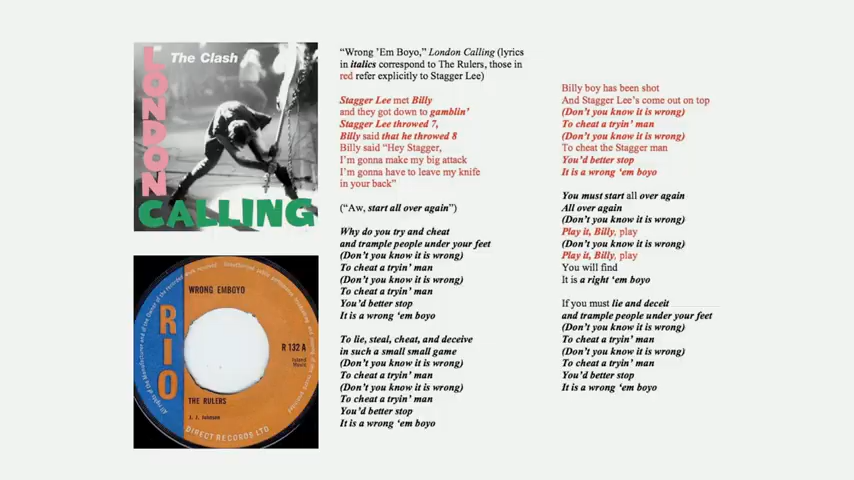 The Clash
LONDON
CALLING
WRONG EMBOYO
RIO
R 132 A
Island
Music
THE RULERS
J. J. Johnson
DIRECT RECORDS LTD
“Wrong ’Em Boyo,” London Calling (lyrics
in italics correspond to The Rulers, those in
red refer explicitly to Stagger Lee)
Stagger Lee met Billy
and they got down to gamblin’
Stagger Lee throwed 7,
Billy said that he throwed 8
Billy said “Hey Stagger,
I’m gonna make my big attack
I’m gonna have to leave my knife
in your back”
(“Aw, start all over again”)
Why do you try and cheat
and trample people under your feet
(Don’t you know it is wrong)
To cheat a tryin’ man
(Don’t you know it is wrong)
To cheat a tryin’ man
You’d better stop
It is a wrong ‘em boyo
To lie, steal, cheat, and deceive
in such a small small game
(Don’t you know it is wrong)
To cheat a tryin’ man
(Don’t you know it is wrong)
To cheat a tryin’ man
You’d better stop
It is a wrong ‘em boyo
Billy boy has been shot
And Stagger Lee’s come out on top
(Don’t you know it is wrong)
To cheat a tryin’ man
(Don’t you know it is wrong)
To cheat the Stagger man
You’d better stop
It is a wrong ‘em boyo
You must start all over again
All over again
(Don’t you know it is wrong)
Play it, Billy, play
(Don’t you know it is wrong)
Play it, Billy, play
You will find
It is a right ‘em boyo
If you must lie and deceit
and trample people under your feet
(Don’t you know it is wrong)
To cheat a tryin’ man
(Don’t you know it is wrong)
To cheat a tryin’ man
You’d better stop
It is a wrong ‘em boyo